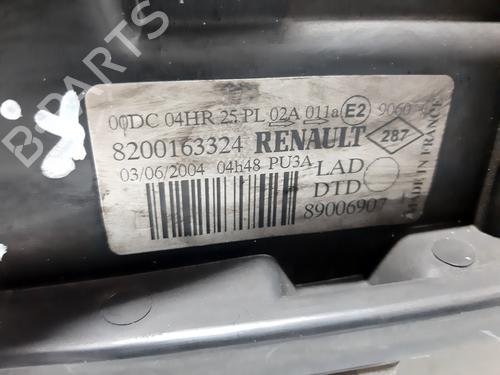 B-PARTS
00DC 04HR 25 PL 02A 011a E2
8200163324 RENAULT 287
03/06/2004 04h48 PU3A LAD
DTD
89006907
MADE IN FRANCE